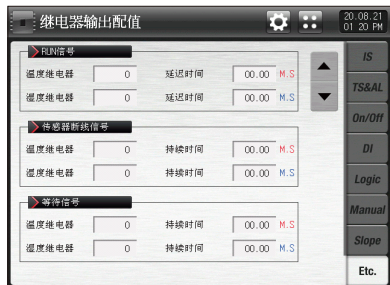 继电器输出配值
20.08.21
01:20 PM
RUN信号
温度继电器 0 延迟时间 00.00 M.S
湿度继电器 0 延迟时间 00.00 M.S
传感器断线信号
温度继电器 0 持续时间 00.00 M.S
湿度继电器 0 持续时间 00.00 M.S
等待信号
温度继电器 0 持续时间 00.00 M.S
湿度继电器 0 持续时间 00.00 M.S
IS
TS&AL
On/Off
DI
Logic
Manual
Slope
Etc.